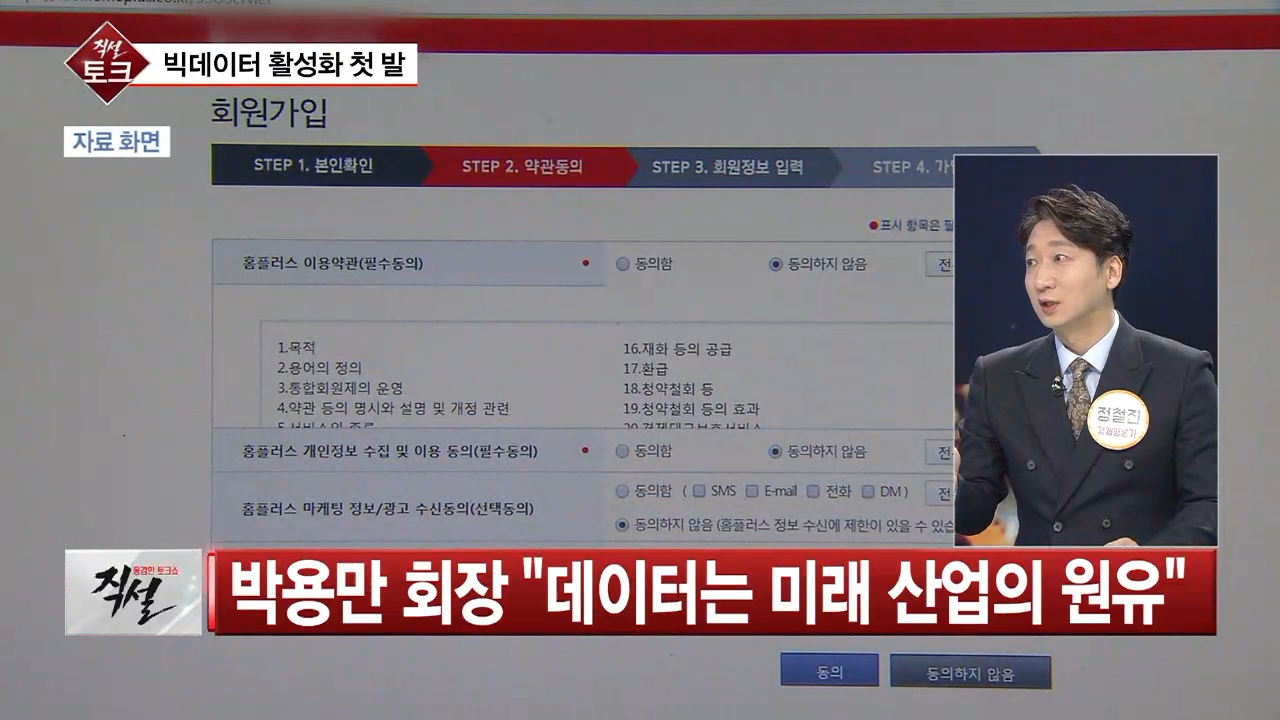 직설
토크
빅데이터 활성화 첫 발
자료 화면
회원가입
STEP 1. 본인확인
STEP 2. 약관동의
STEP 3. 회원정보 입력
STEP 4.
표시 항목은
홈플러스 이용약관(필수동의)
동의함
동의하지 않음
1.목적
2.용어의 정의
3.통합회원제의 운영
4.약관 등의 명시와 설명 및 개정 관련
16.재화 등의 공급
17.환급
18.청약철회 등
19.청약철회 등의 효과
홈플러스 개인정보 수집 및 이용 동의(필수동의)
동의함
동의하지 않음
홈플러스 마케팅 정보/광고 수신동의(선택동의)
동의함 ( SMS E-mail 전화 DM )
동의하지 않음 (홈플러스 정보 수신에 제한이 있을 수 있습
정철진
경제평론가
용감한 토크쇼
직설
박용만 회장 "데이터는 미래 산업의 원유"
동의
동의하지 않음